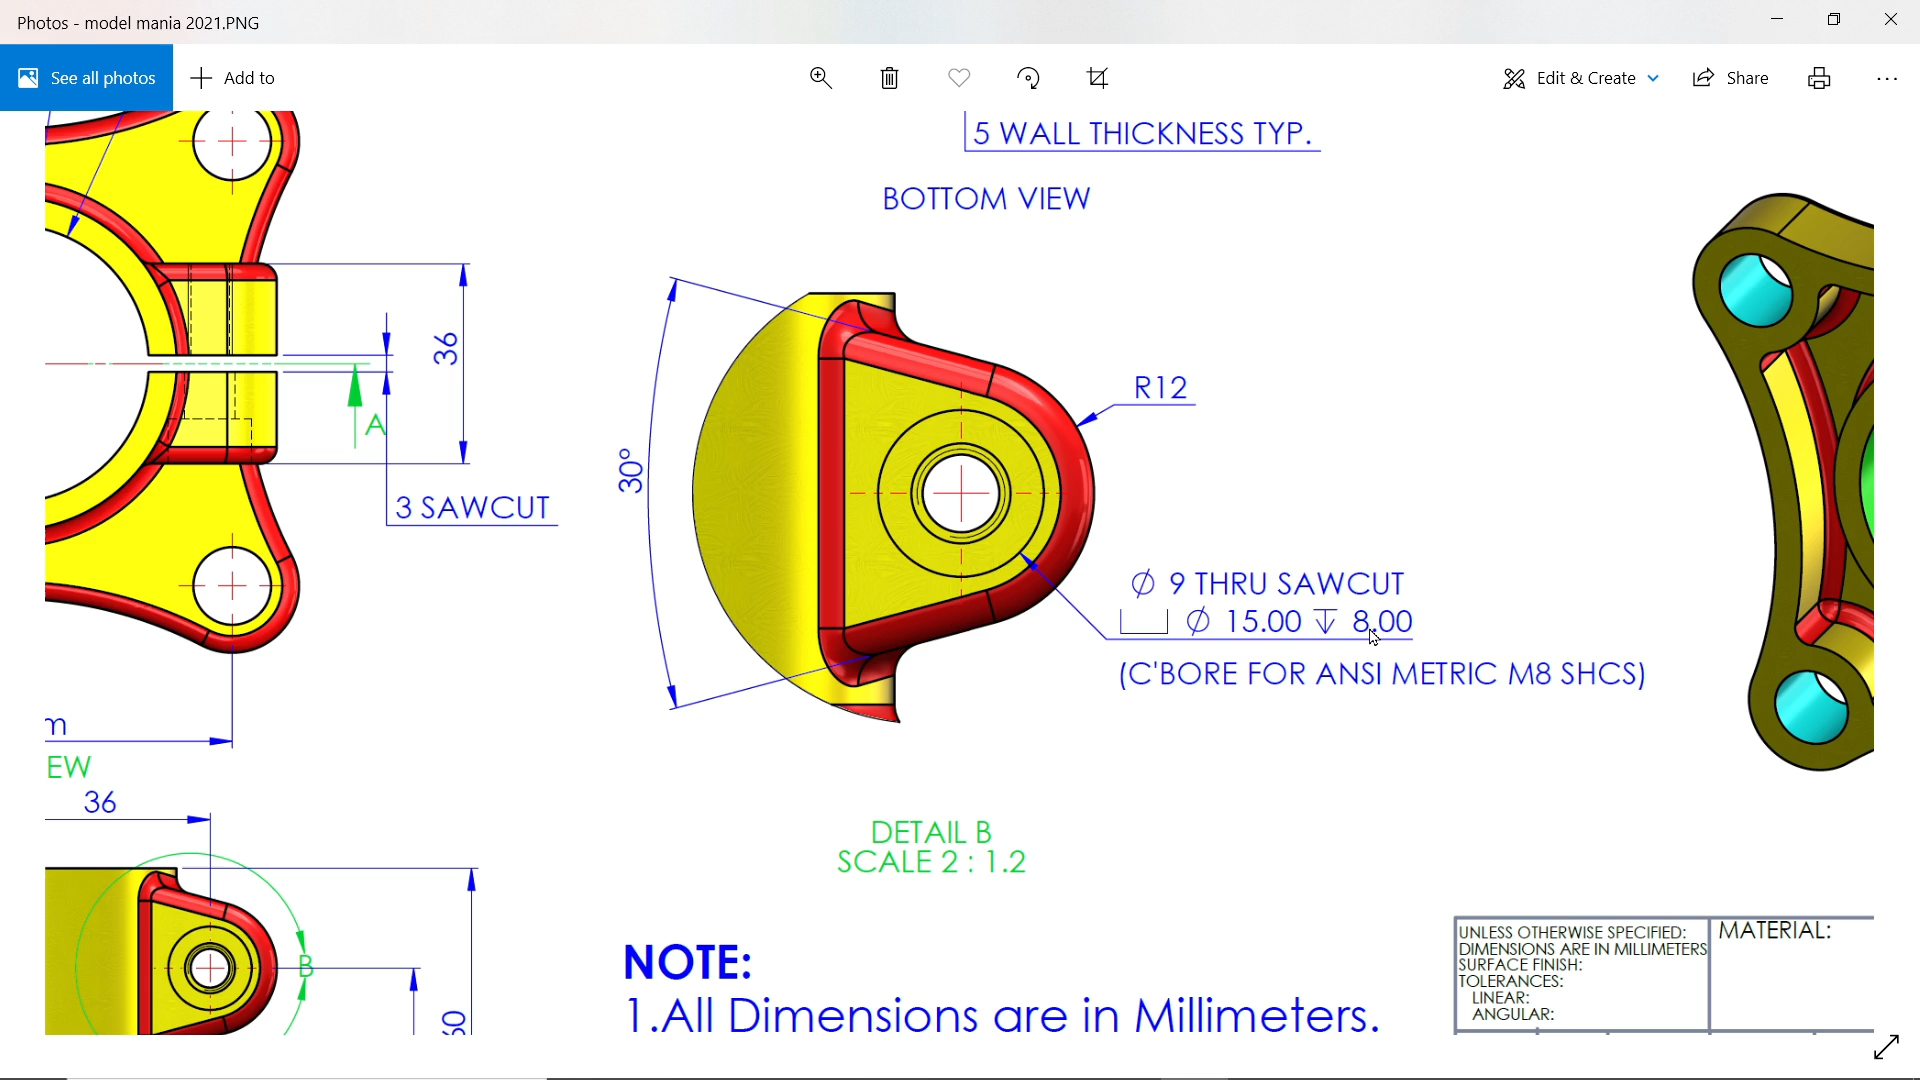 Photos - model mania 2021.PNG
See all photos
Add to
Edit & Create
Share
5 WALL THICKNESS TYP.
BOTTOM VIEW
36
A
3 SAWCUT
30°
R12
∅ 9 THRU SAWCUT
⌴ ∅ 15.00 ↧ 8.00
(C'BORE FOR ANSI METRIC M8 SHCS)
m
EW
36
B
DETAIL B
SCALE 2 : 1.2
NOTE:
1.All Dimensions are in Millimeters.
UNLESS OTHERWISE SPECIFIED:
DIMENSIONS ARE IN MILLIMETERS
SURFACE FINISH:
TOLERANCES:
LINEAR:
ANGULAR:
MATERIAL: